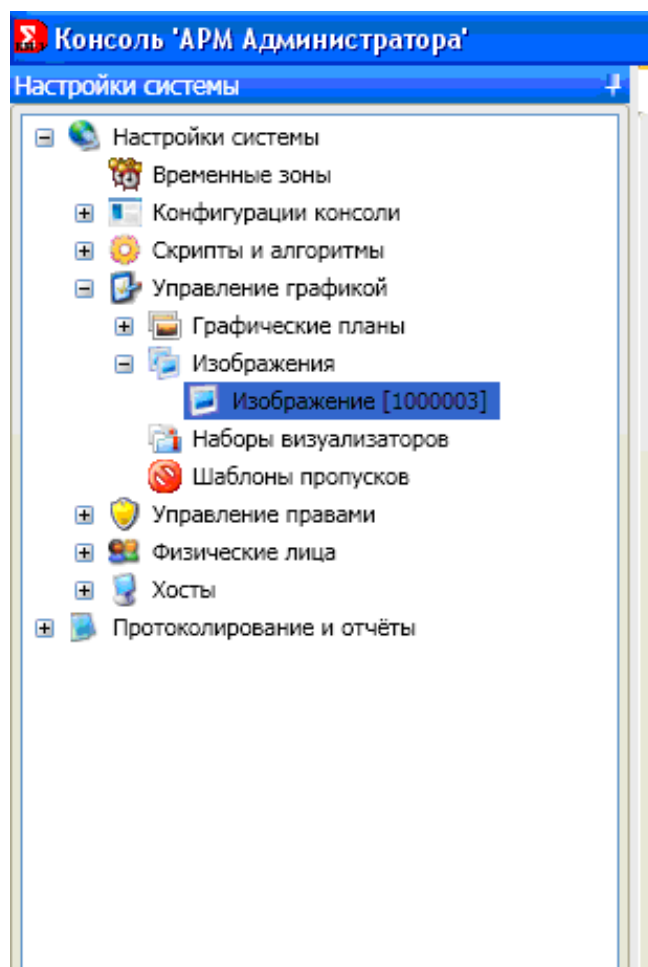 Консоль 'АРМ Администратора'
Настройки системы
Настройки системы
Временные зоны
Конфигурации консоли
Скрипты и алгоритмы
Управление графикой
Графические планы
Изображения
Изображение [1000003]
Наборы визуализаторов
Шаблоны пропусков
Управление правами
Физические лица
Хосты
Протоколирование и отчёты